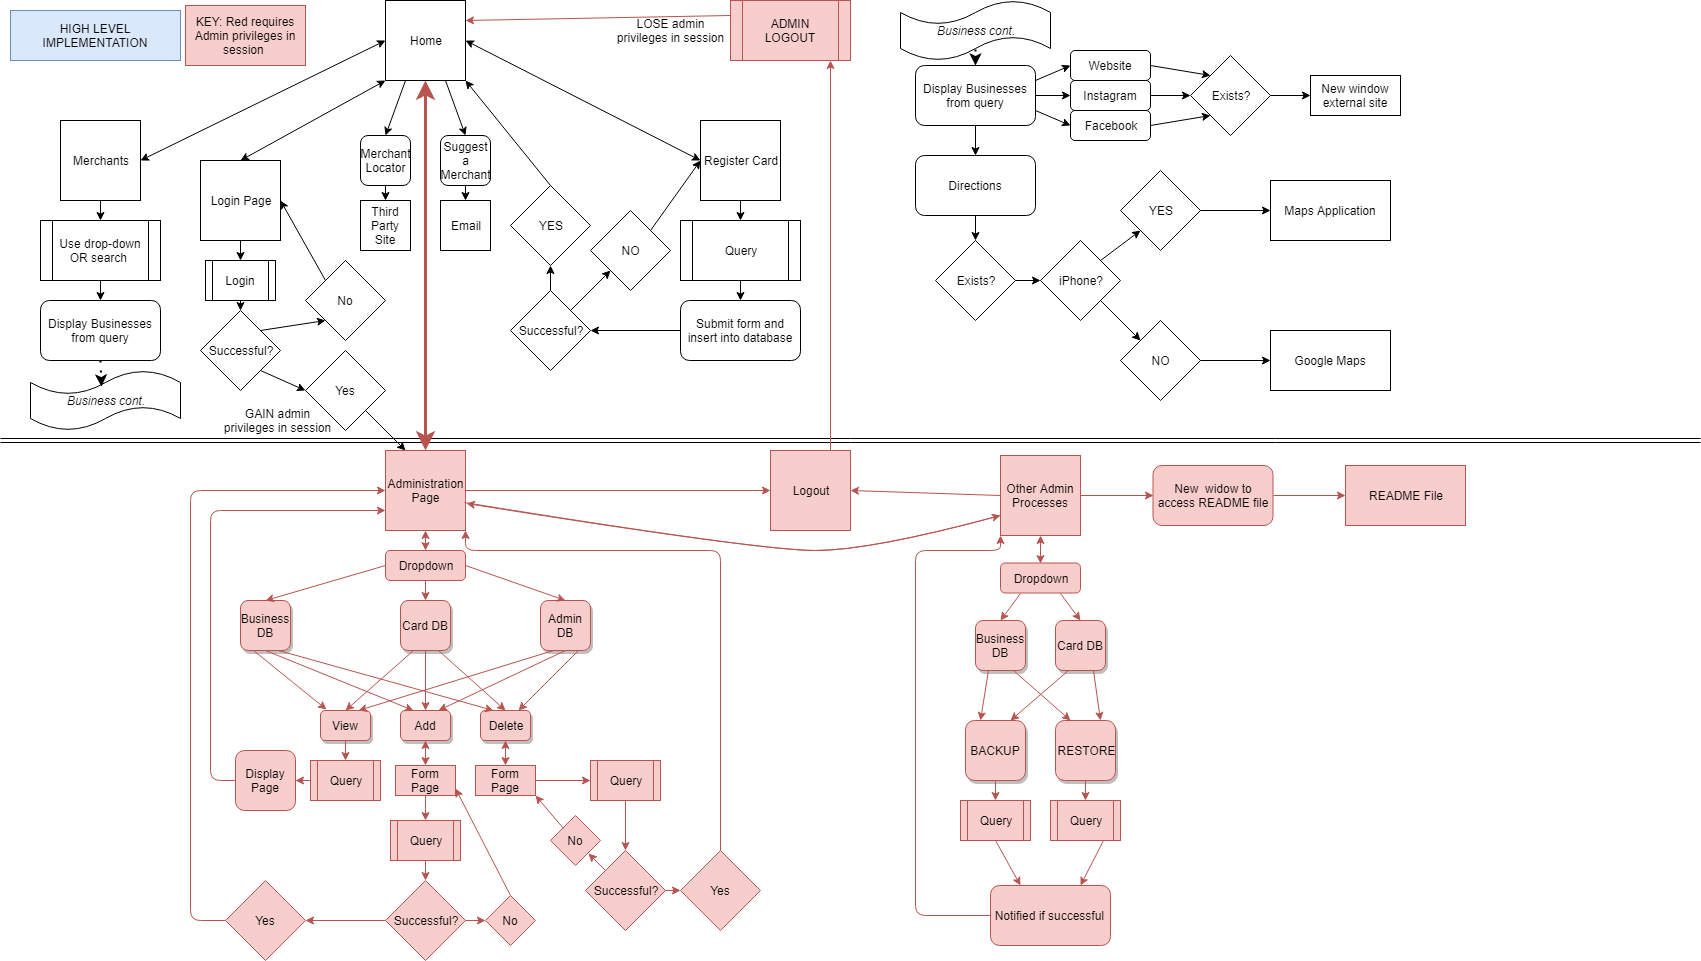 HIGH LEVEL
IMPLEMENTATION
KEY: Red requires
Admin privileges in
session
Home
LOSE admin
privileges in session
ADMIN
LOGOUT
Merchants
Use drop-down
OR search
Display Businesses
from query
Business cont.
Login Page
Login
Successful?
No
Yes
GAIN admin
privileges in session
Merchant
Locator
Third
Party
Site
Suggest
a
Merchant
Email
YES
NO
Successful?
Register Card
Query
Submit form and
insert into database
Business cont.
Display Businesses
from query
Website
Instagram
Facebook
Exists?
New window
external site
Directions
Exists?
iPhone?
YES
Maps Application
NO
Google Maps
Administration
Page
Logout
Other Admin
Processes
New  widow to
access README file
README File
Dropdown
Business
DB
Card DB
Admin
DB
View
Add
Delete
Display
Page
Query
Form
Page
Form
Page
Query
Query
No
Successful?
Yes
Yes
Successful?
No
Dropdown
Business
DB
Card DB
BACKUP
RESTORE
Query
Query
Notified if successful